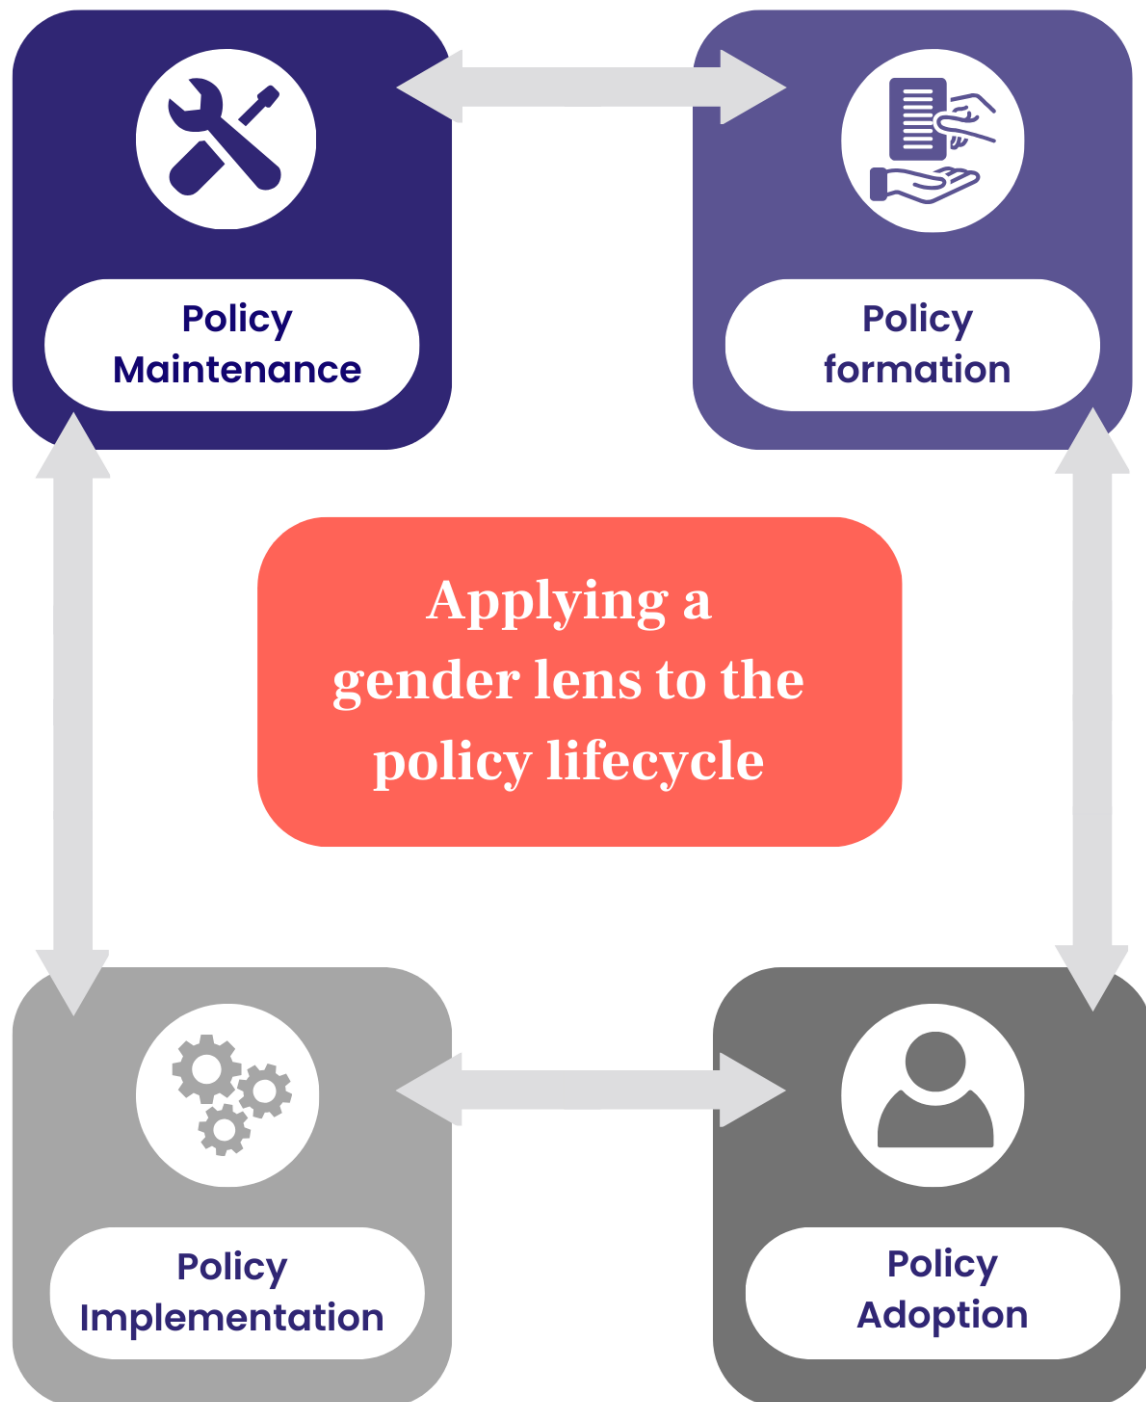 Policy
Maintenance
Policy
formation
Applying a
gender lens to the
policy lifecycle
Policy
Implementation
Policy
Adoption